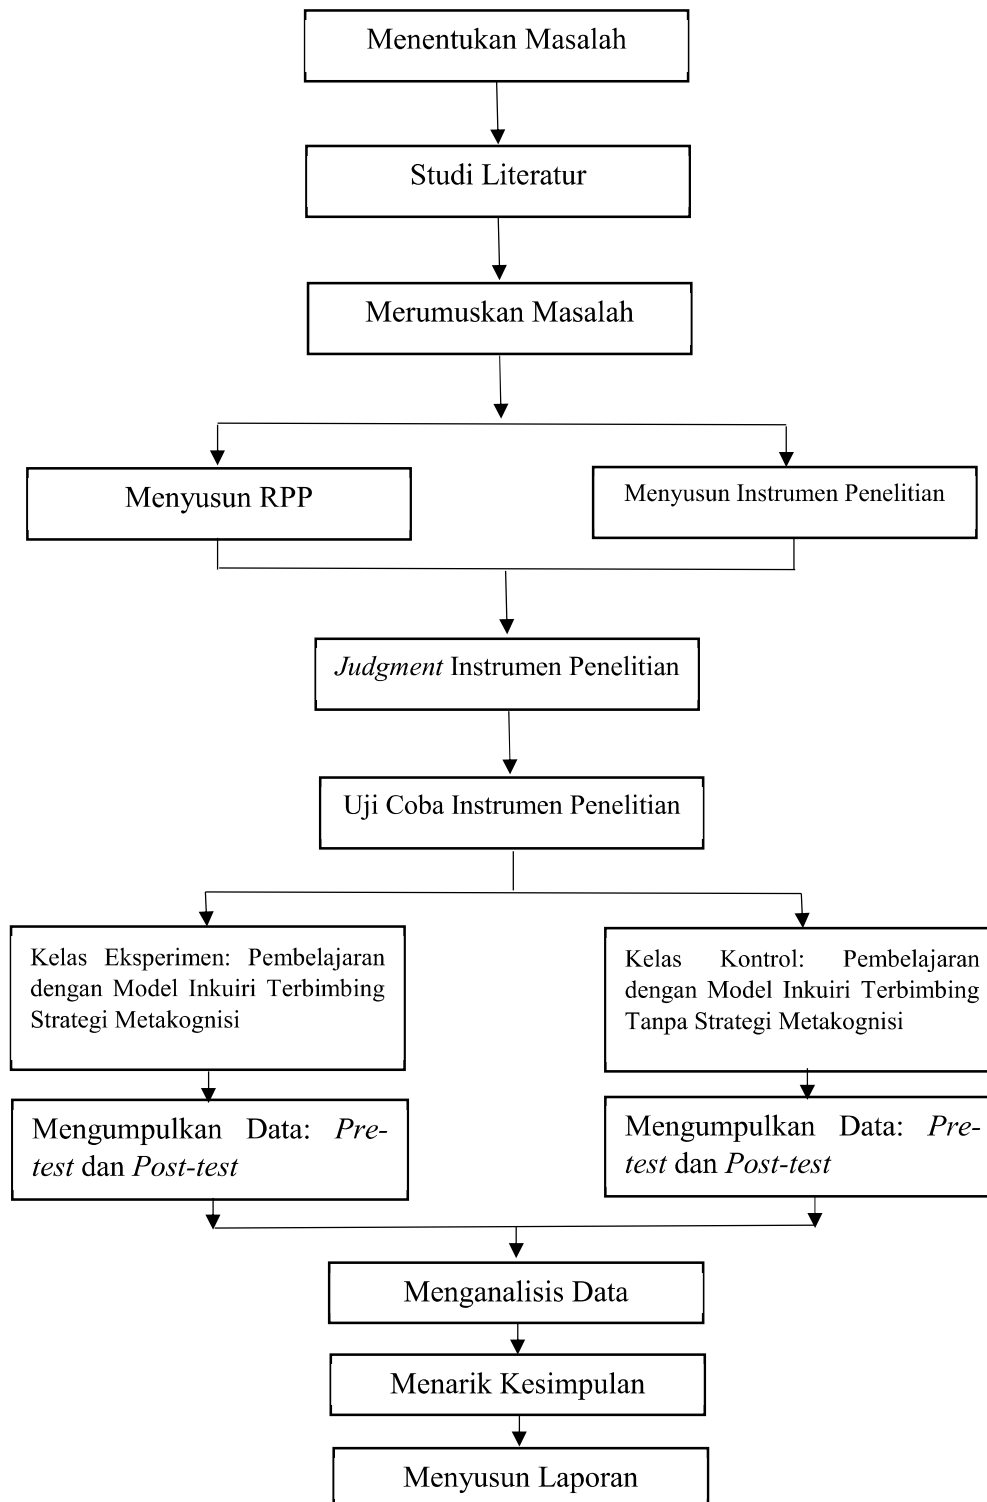 Menentukan Masalah
Studi Literatur
Merumuskan Masalah
Menyusun RPP
Menyusun Instrumen Penelitian
Judgment Instrumen Penelitian
Uji Coba Instrumen Penelitian
Kelas Eksperimen: Pembelajaran
dengan Model Inkuiri Terbimbing
Strategi Metakognisi
Kelas Kontrol: Pembelajaran
dengan Model Inkuiri Terbimbing
Tanpa Strategi Metakognisi
Mengumpulkan Data: Pre-
test dan Post-test
Mengumpulkan Data: Pre-
test dan Post-test
Menganalisis Data
Menarik Kesimpulan
Menyusun Laporan